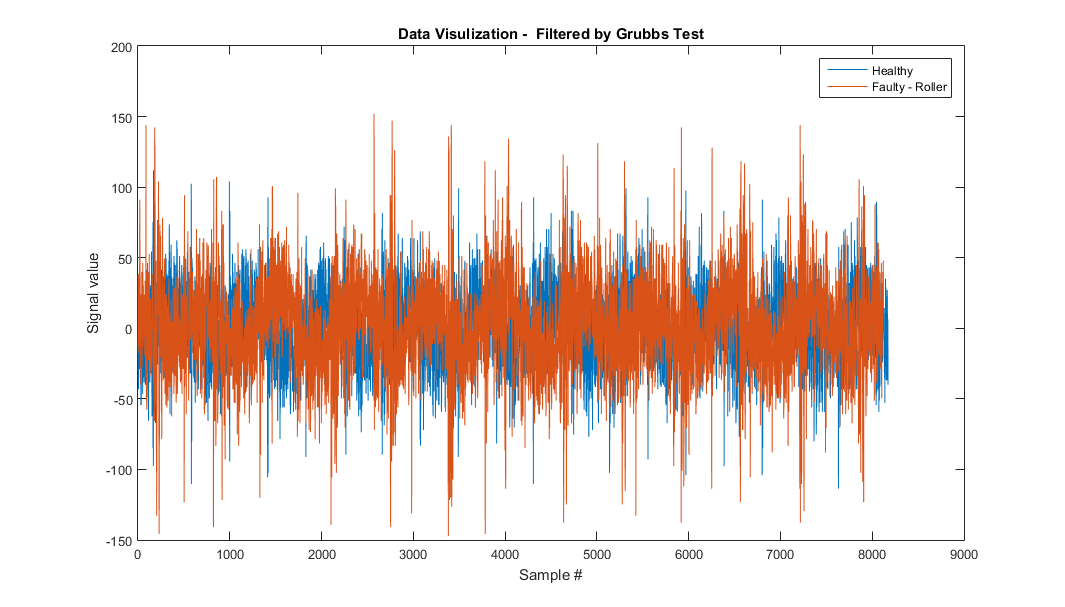 Data Visulization -  Filtered by Grubbs Test
Healthy
Faulty - Roller
200
150
100
50
0
-50
-100
-150
Signal value
0 1000 2000 3000 4000 5000 6000 7000 8000 9000
Sample #